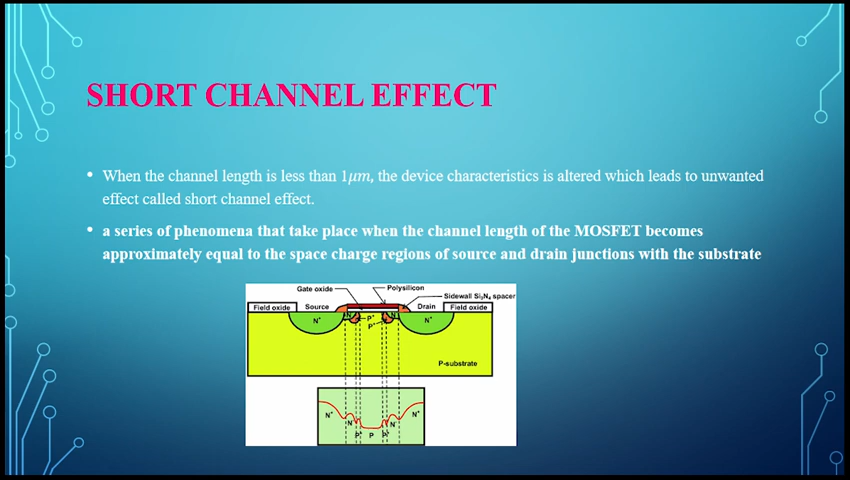 SHORT CHANNEL EFFECT
• When the channel length is less than 1μm, the device characteristics is altered which leads to unwanted
effect called short channel effect.
• a series of phenomena that take place when the channel length of the MOSFET becomes
approximately equal to the space charge regions of source and drain junctions with the substrate
Gate oxide Polysilicon
Sidewall Si₃N₄ spacer
Field oxide Source Drain Field oxide
N⁺ N⁻ P⁺ P⁺ N⁻ N⁺
P-substrate
N⁺ N⁻ P⁺ P P⁺ N⁻ N⁺